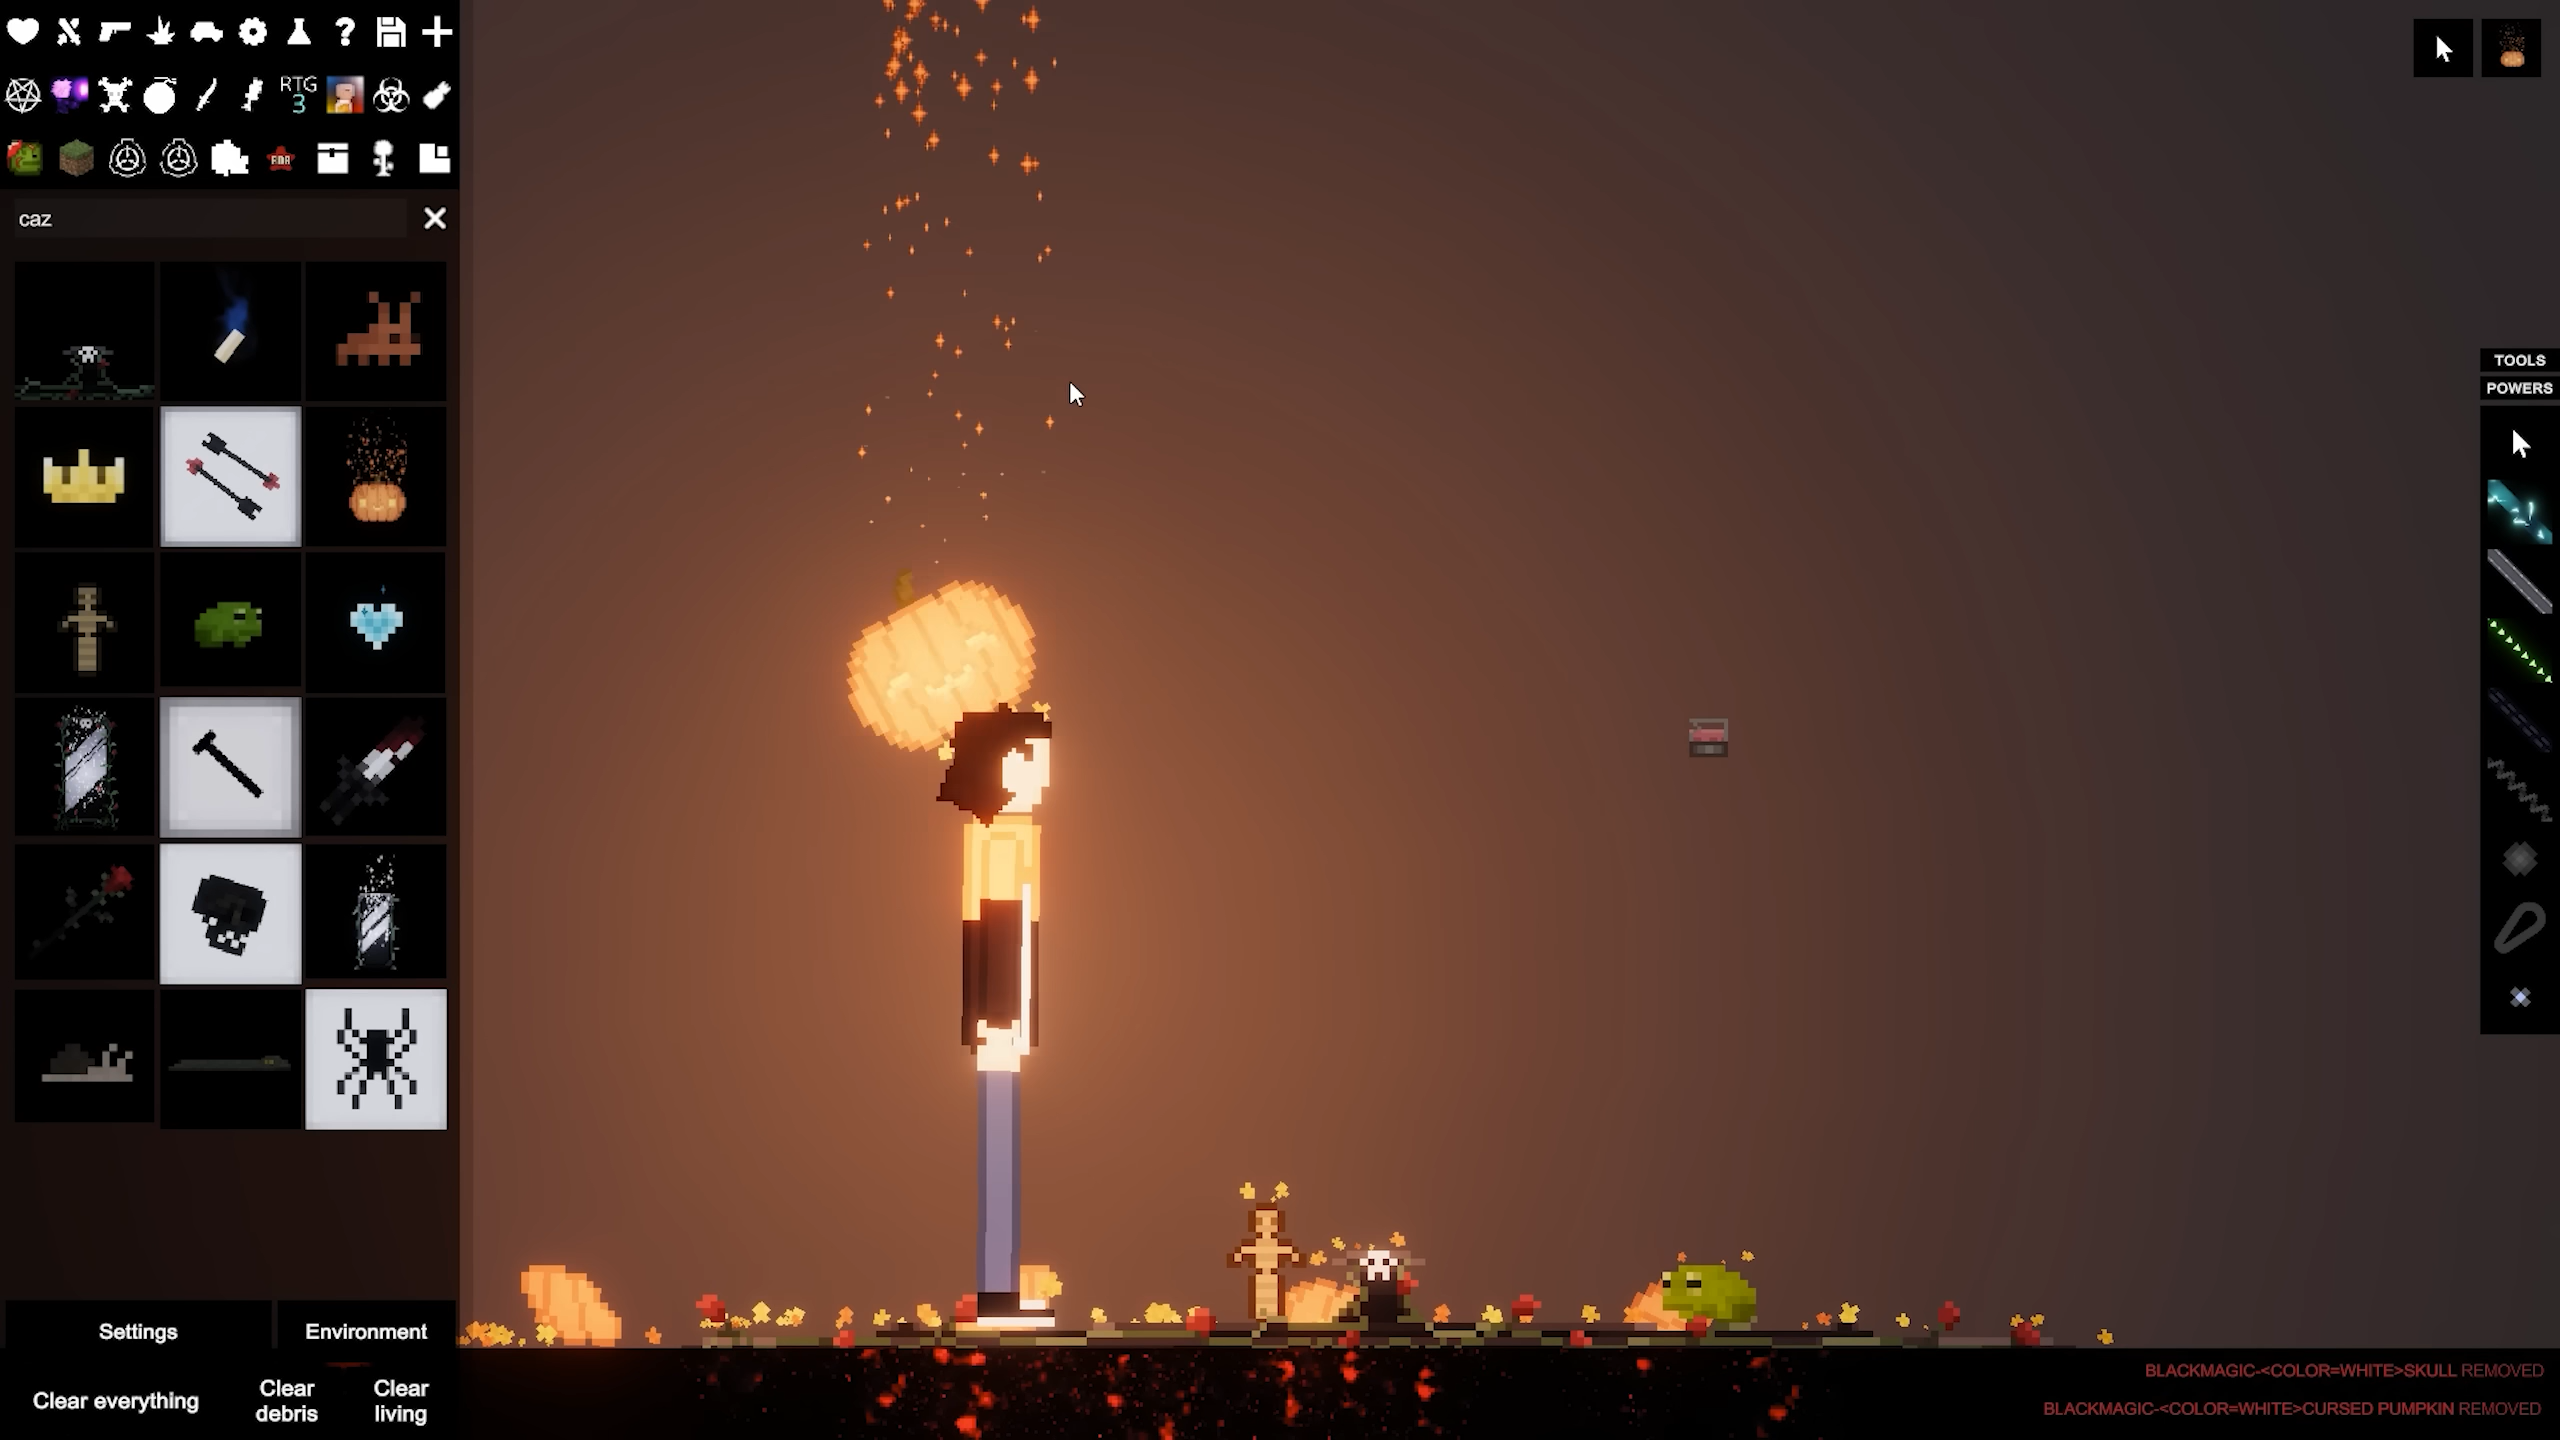 RTG
3
RDR
caz
TOOLS
POWERS
Settings
Environment
Clear everything
Clear debris
Clear living
BLACKMAGIC-<COLOR=WHITE>SKULL REMOVED
BLACKMAGIC-<COLOR=WHITE>CURSED PUMPKIN REMOVED